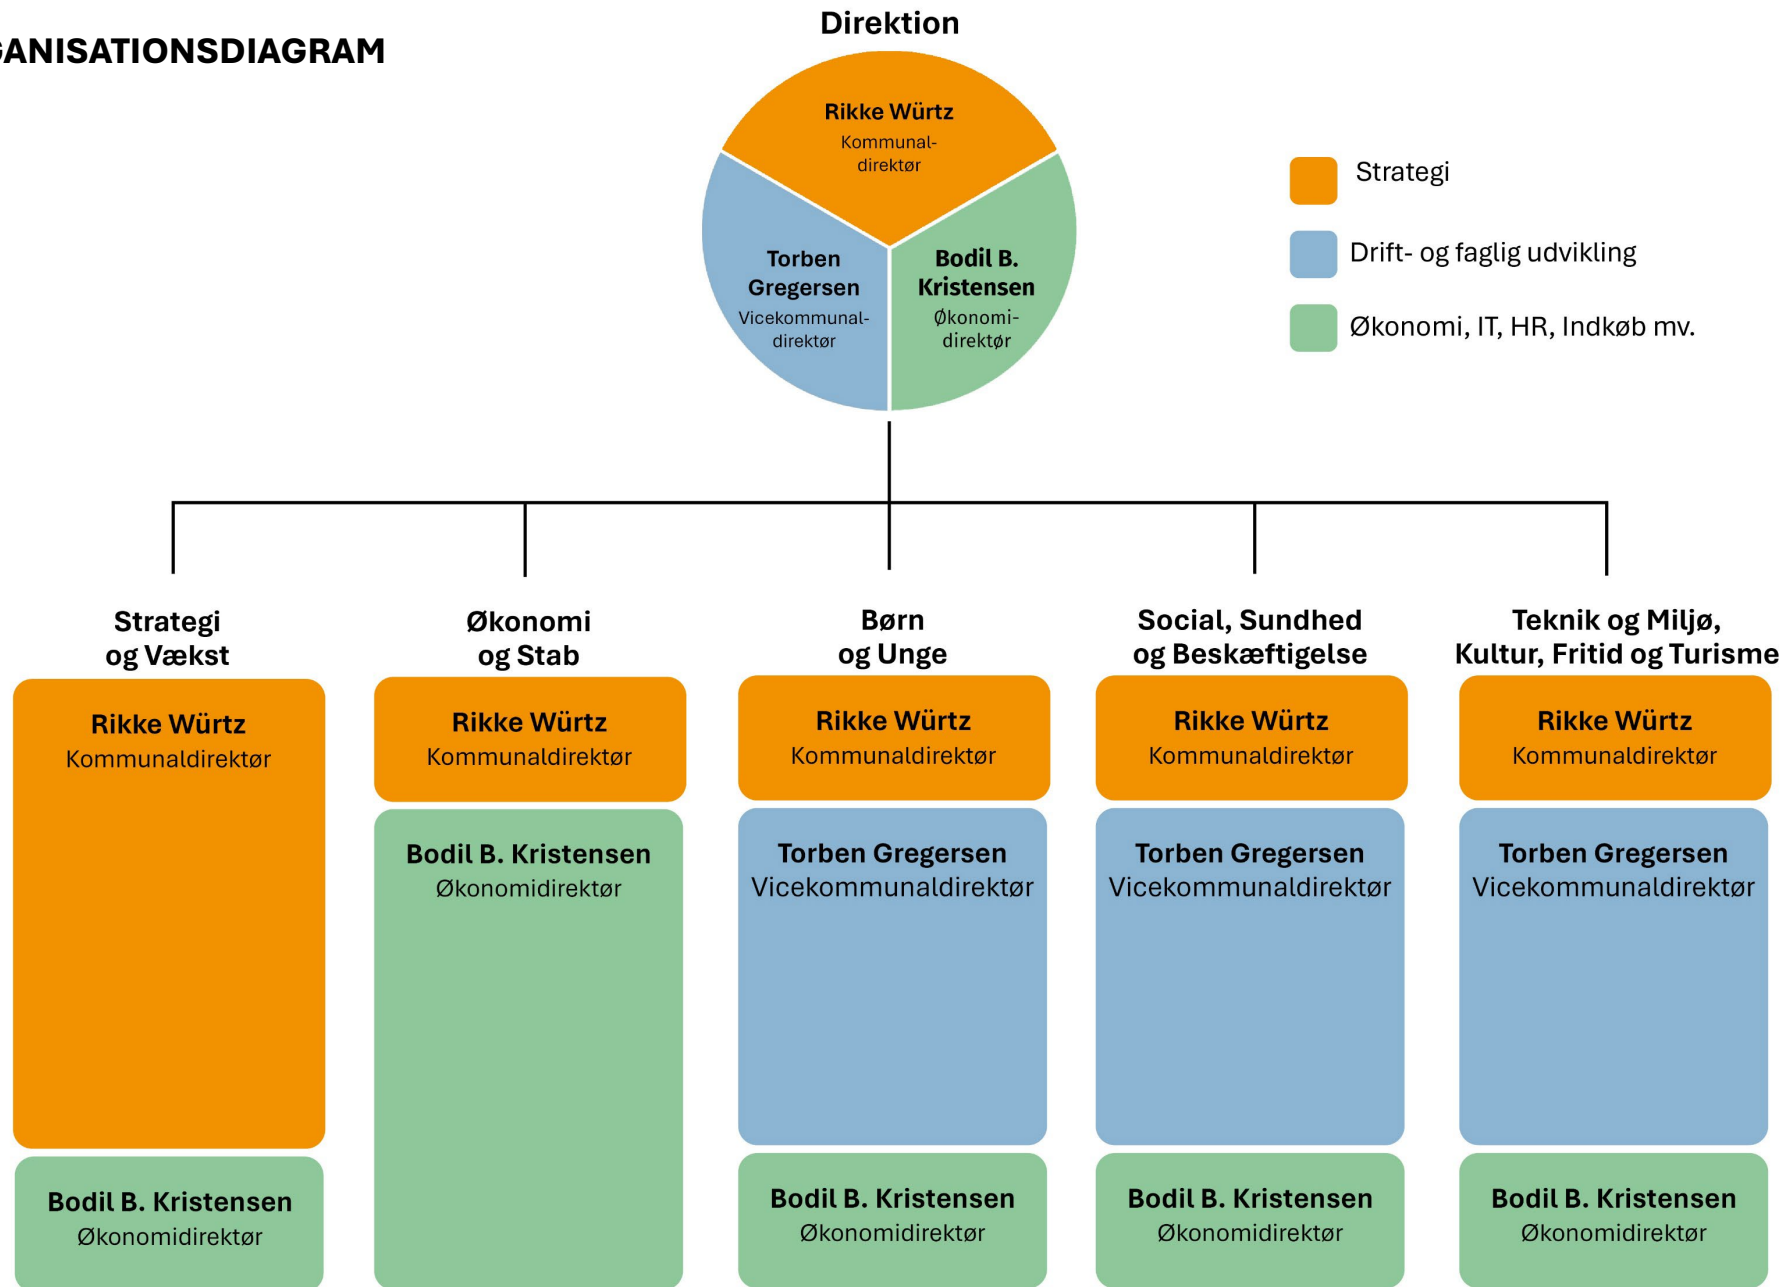 GANISATIONSDIAGRAM
Direktion
Rikke Würtz
Kommunal-
direktør
Torben
Gregersen
Vicekommunal-
direktør
Bodil B.
Kristensen
Økonomi-
direktør
Strategi
Drift- og faglig udvikling
Økonomi, IT, HR, Indkøb mv.
Strategi
og Vækst
Rikke Würtz
Kommunaldirektør
Bodil B. Kristensen
Økonomidirektør
Økonomi
og Stab
Rikke Würtz
Kommunaldirektør
Bodil B. Kristensen
Økonomidirektør
Børn
og Unge
Rikke Würtz
Kommunaldirektør
Torben Gregersen
Vicekommunaldirektør
Bodil B. Kristensen
Økonomidirektør
Social, Sundhed
og Beskæftigelse
Rikke Würtz
Kommunaldirektør
Torben Gregersen
Vicekommunaldirektør
Bodil B. Kristensen
Økonomidirektør
Teknik og Miljø,
Kultur, Fritid og Turisme
Rikke Würtz
Kommunaldirektør
Torben Gregersen
Vicekommunaldirektør
Bodil B. Kristensen
Økonomidirektør